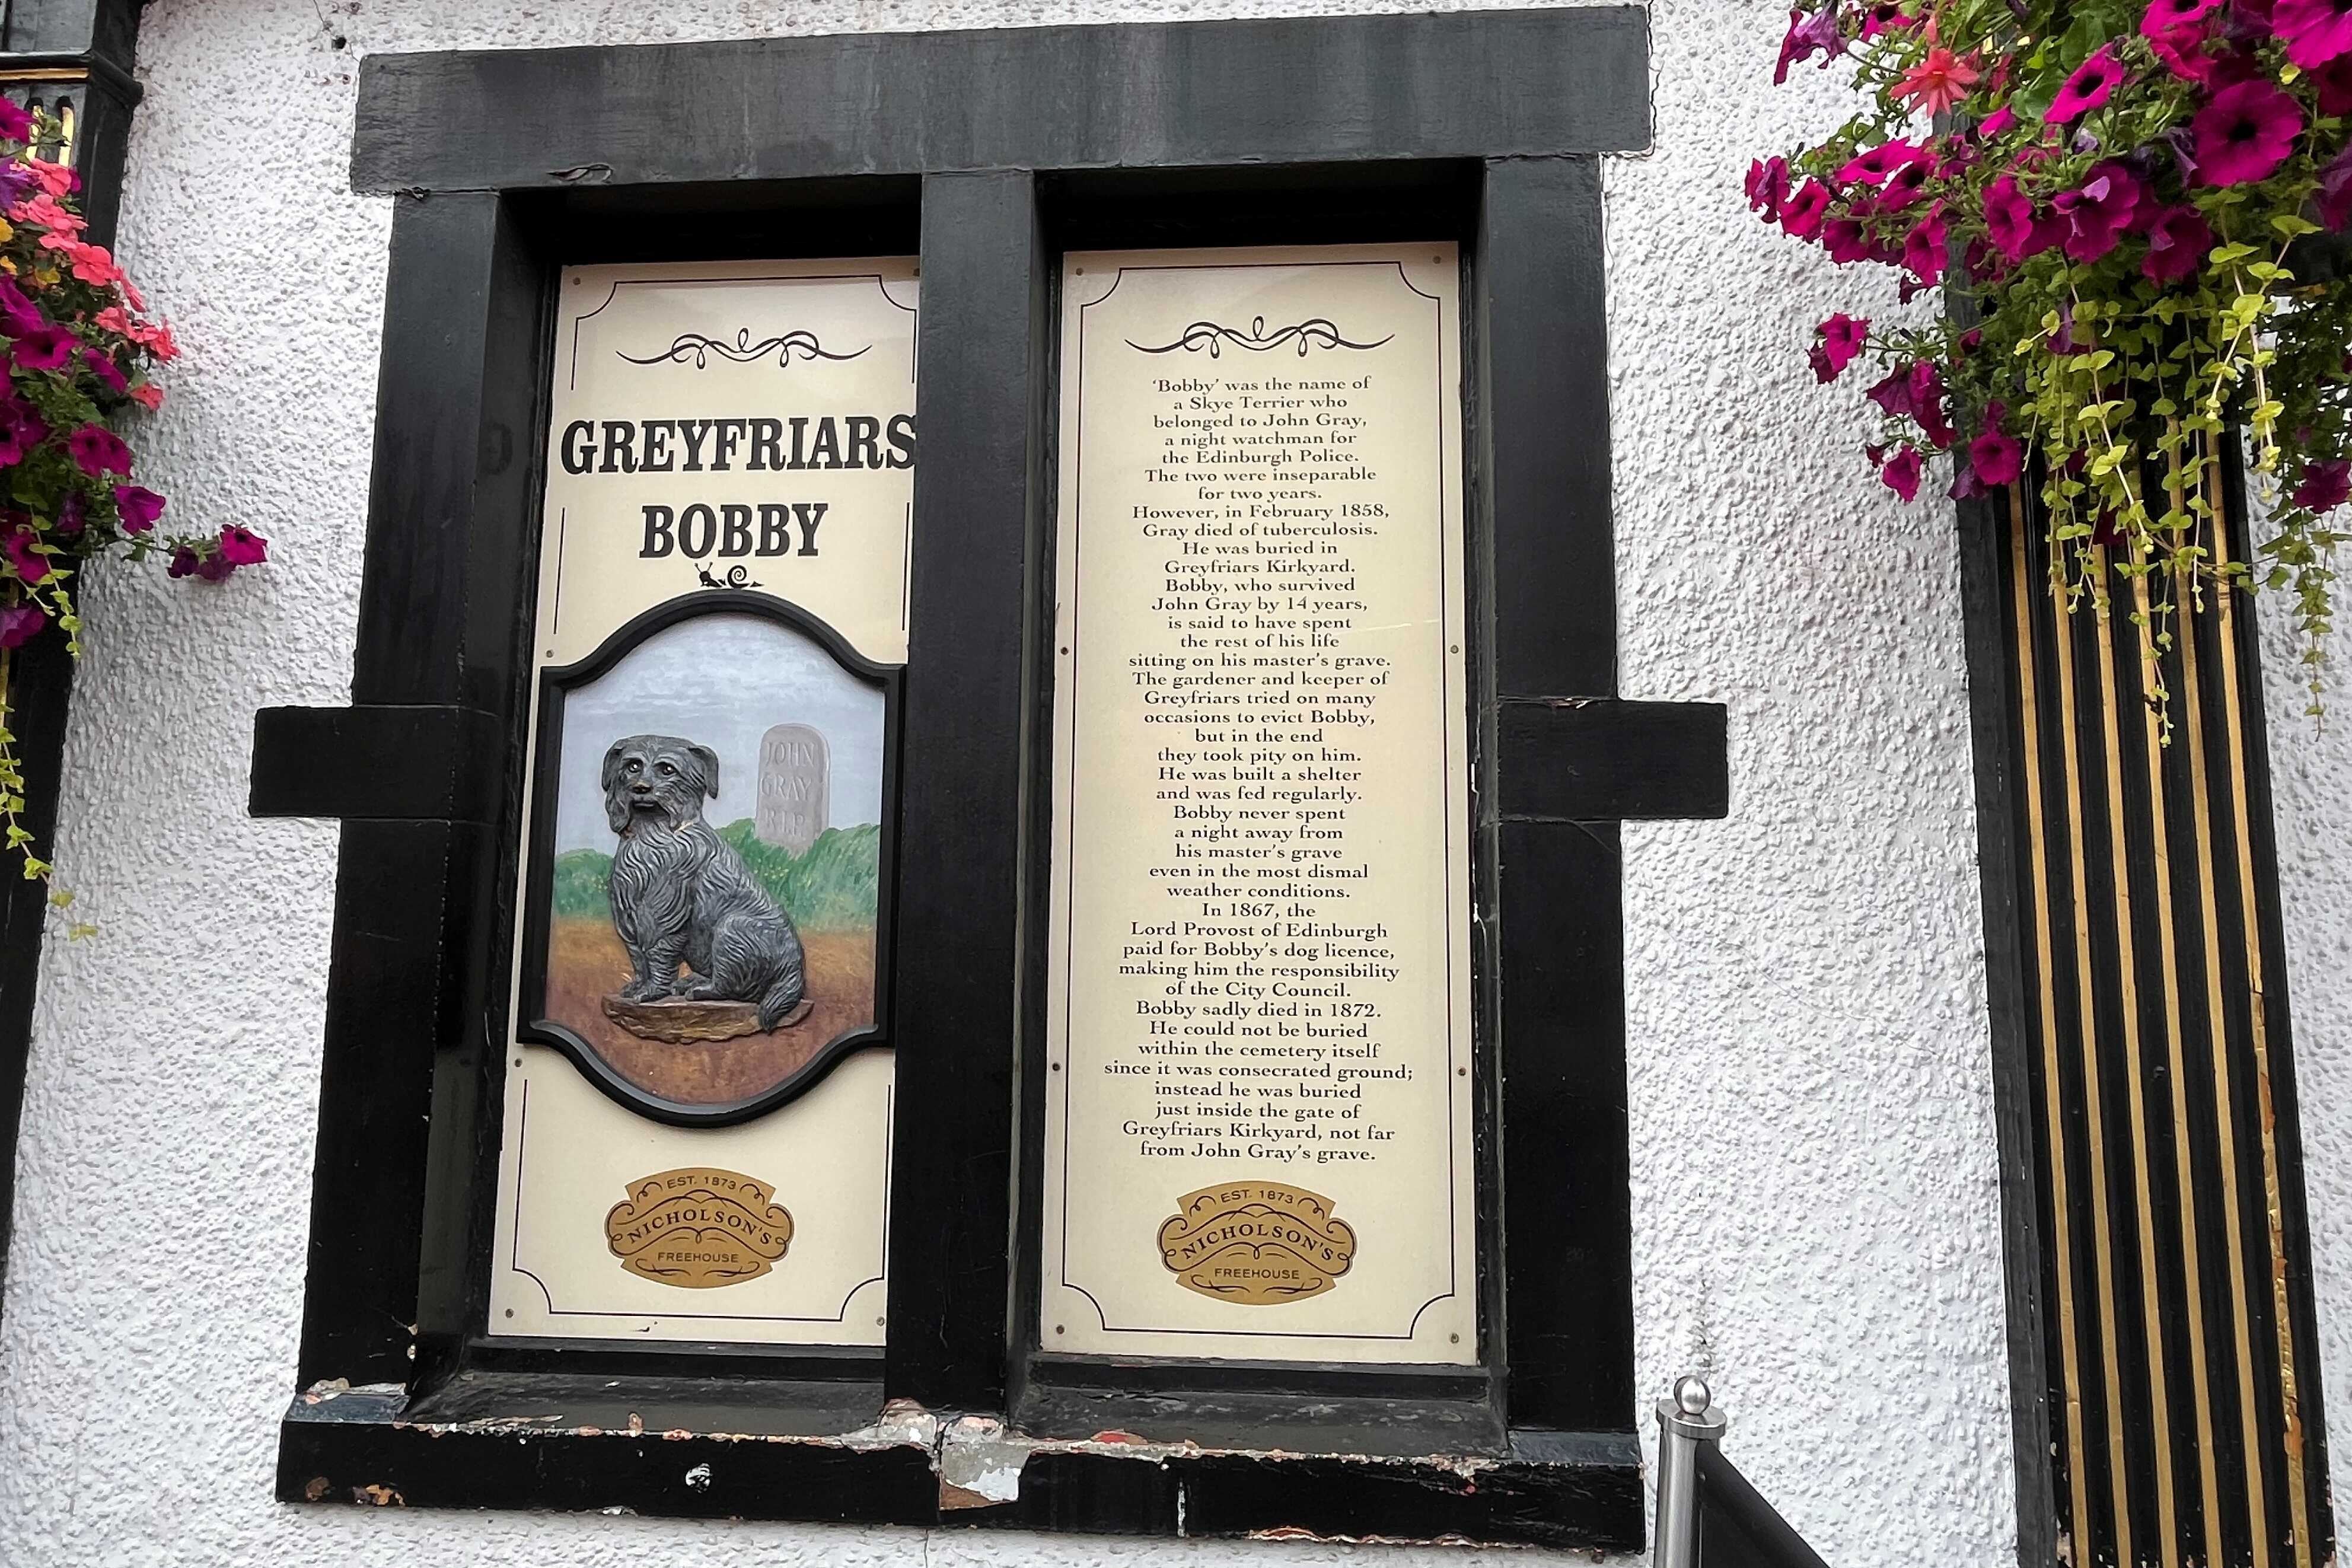 GREYFRIARS
BOBBY
JOHN
GRAY
R.I.P.
EST. 1873
NICHOLSON'S
FREEHOUSE
‘Bobby’ was the name of
a Skye Terrier who
belonged to John Gray,
a night watchman for
the Edinburgh Police.
The two were inseparable
for two years.
However, in February 1858,
Gray died of tuberculosis.
He was buried in
Greyfriars Kirkyard.
Bobby, who survived
John Gray by 14 years,
is said to have spent
the rest of his life
sitting on his master’s grave.
The gardener and keeper of
Greyfriars tried on many
occasions to evict Bobby,
but in the end
they took pity on him.
He was built a shelter
and was fed regularly.
Bobby never spent
a night away from
his master’s grave
even in the most dismal
weather conditions.
In 1867, the
Lord Provost of Edinburgh
paid for Bobby’s dog licence,
making him the responsibility
of the City Council.
Bobby sadly died in 1872.
He could not be buried
within the cemetery itself
since it was consecrated ground;
instead he was buried
just inside the gate of
Greyfriars Kirkyard, not far
from John Gray’s grave.
EST. 1873
NICHOLSON'S
FREEHOUSE